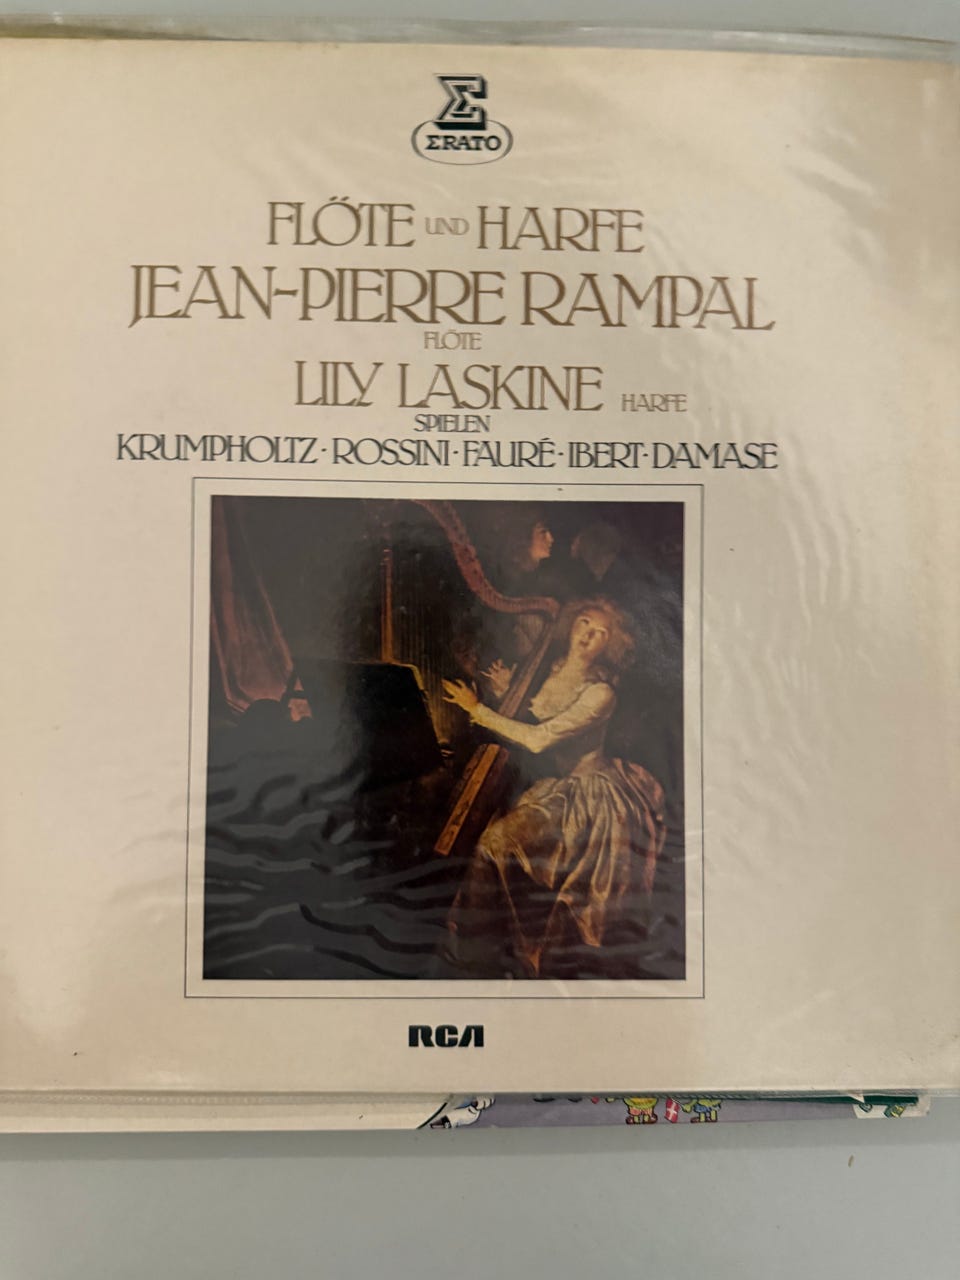 Σ
ΣRATO
FLÖTE UND HARFE
JEAN-PIERRE RAMPAL
FLÖTE
LILY LASKINE HARFE
SPIELEN
KRUMPHOLTZ · ROSSINI · FAURÉ · IBERT · DAMASE
RCA